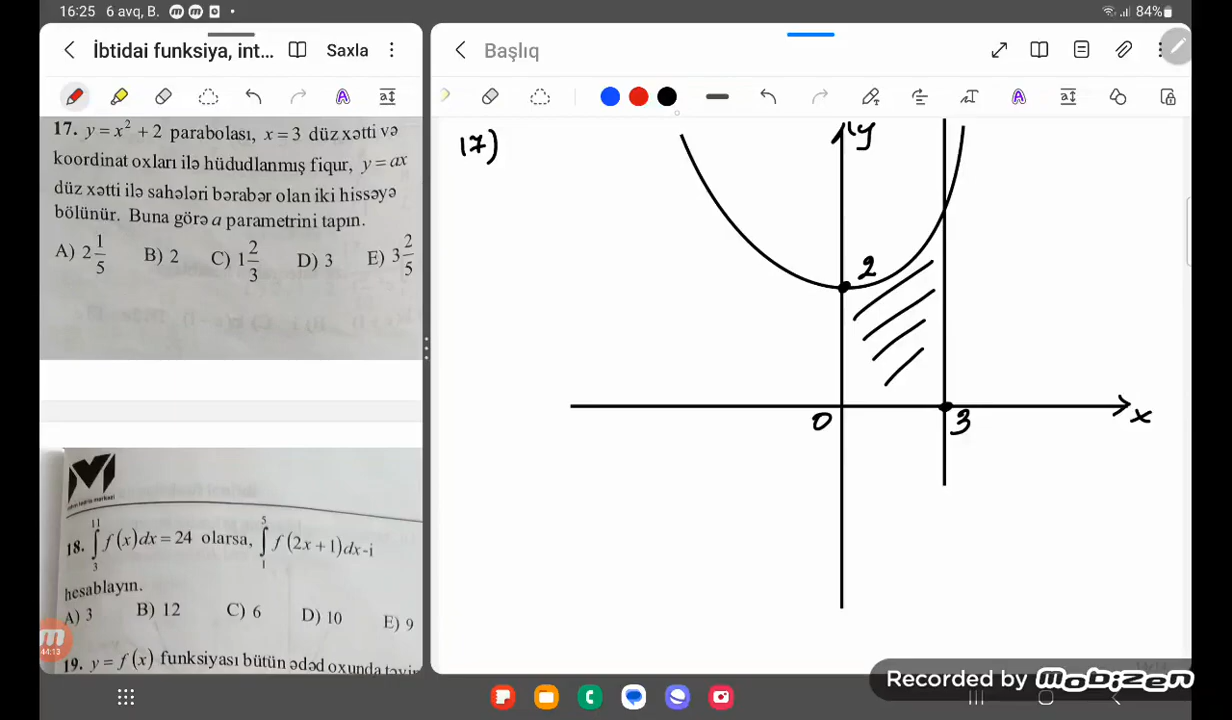 16:25 6 avq, B.
84%
İbtidai funksiya, int...
Saxla
Başlıq
17. y = x² + 2 parabolası, x = 3 düz xətti və
koordinat oxları ilə hüdudlanmış fiqur, y = ax
düz xətti ilə sahələri bərabər olan iki hissəyə
bölünür. Buna görə a parametrini tapın.
A) 2 1/5 B) 2 C) 1 2/3 D) 3 E) 3 2/5
17)
y
2
0
3
x
M
18. ∫₃¹¹ f(x)dx = 24 olarsa, ∫₁⁵ f(2x + 1)dx-i
hesablayın.
A) 3 B) 12 C) 6 D) 10 E) 9
44:13
19. y = f(x) funksiyası bütün ədəd oxunda
Recorded by mobizen